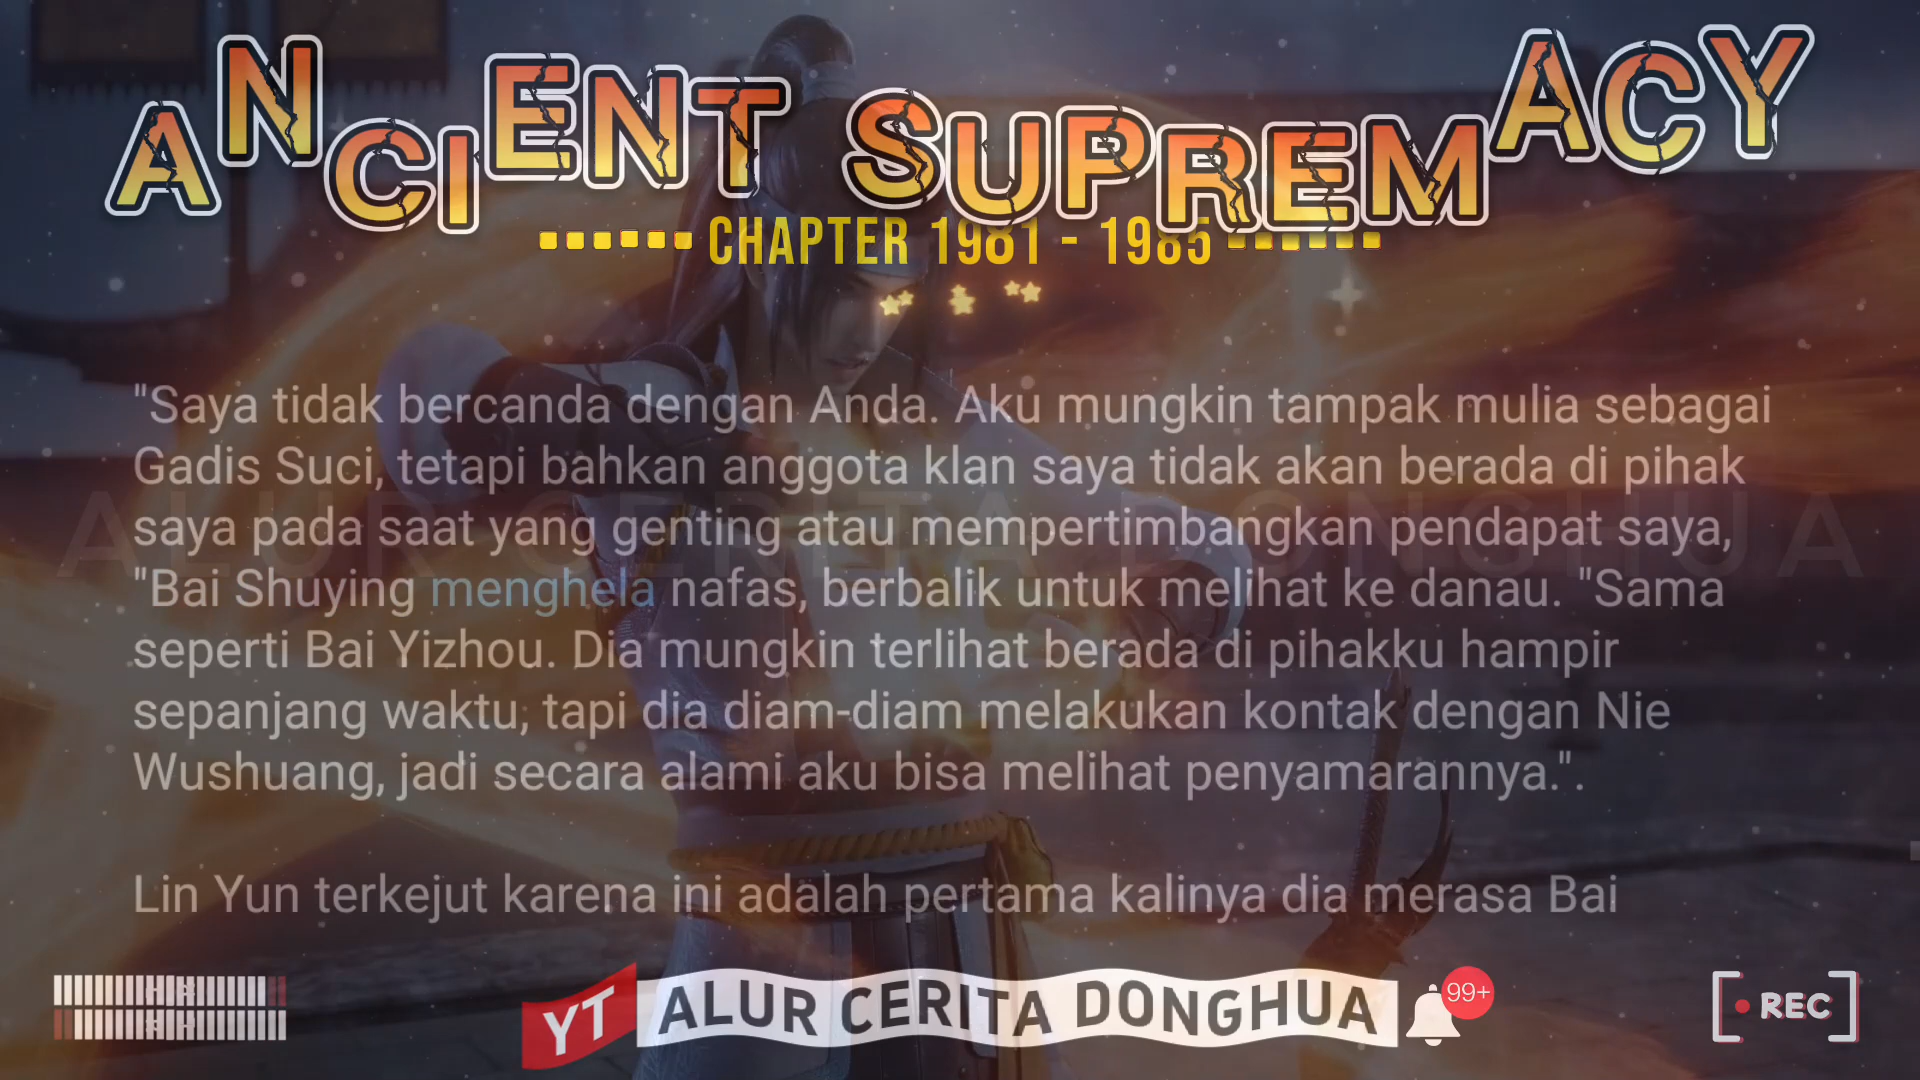 ANCIENT SUPREMACY
CHAPTER 1981 - 1985
"Saya tidak bercanda dengan Anda. Aku mungkin tampak mulia sebagai
Gadis Suci, tetapi bahkan anggota klan saya tidak akan berada di pihak
saya pada saat yang genting atau mempertimbangkan pendapat saya,
"Bai Shuying menghela nafas, berbalik untuk melihat ke danau. "Sama
seperti Bai Yizhou. Dia mungkin terlihat berada di pihakku hampir
sepanjang waktu, tapi dia diam-diam melakukan kontak dengan Nie
Wushuang, jadi secara alami aku bisa melihat penyamarannya.".
Lin Yun terkejut karena ini adalah pertama kalinya dia merasa Bai
ALUR CERITA DONGHUA
YT ALUR CERITA DONGHUA 99+
REC